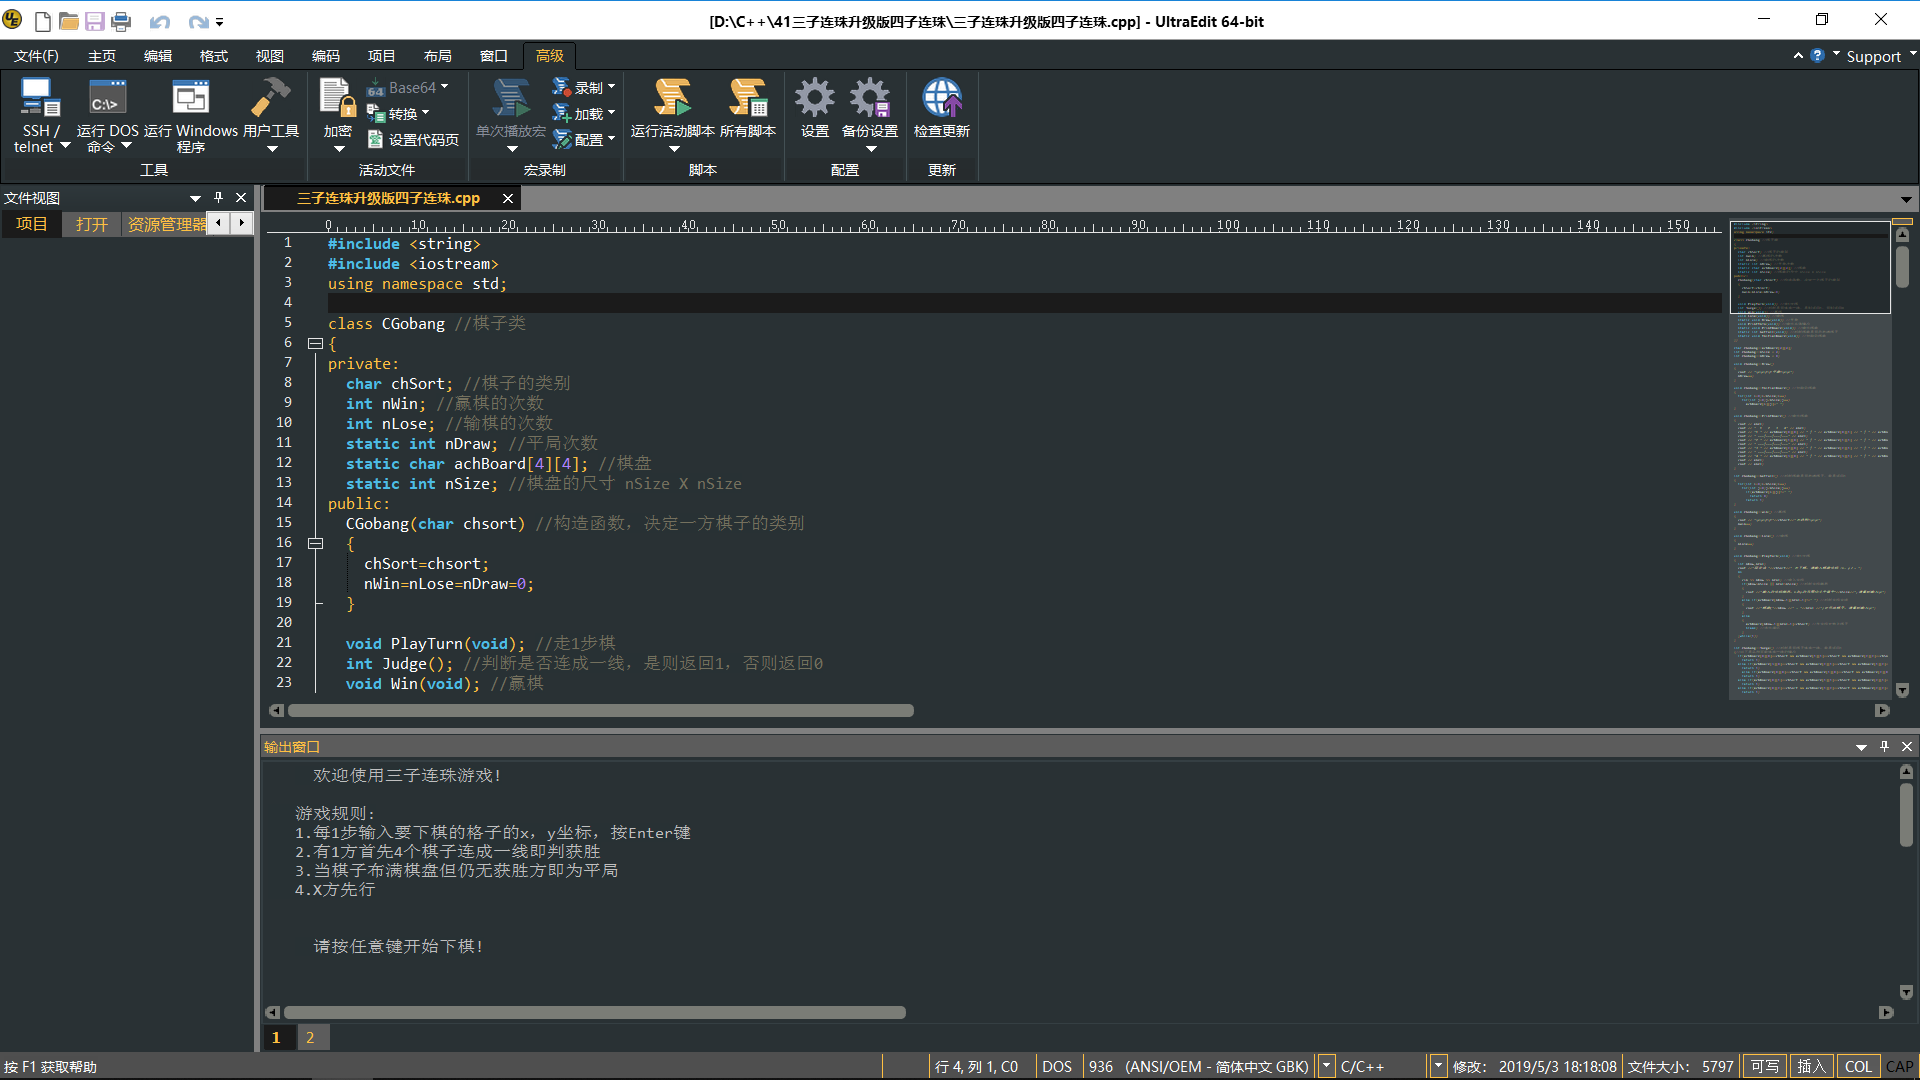 [D:\C++\41三子连珠升级版四子连珠\三子连珠升级版四子连珠.cpp] - UltraEdit 64-bit
文件(F) 主页 编辑 格式 视图 编码 项目 布局 窗口 高级 Support
SSH / telnet 运行 DOS 命令 运行 Windows 程序 用户工具 加密 Base64 转换 设置代码页 单次播放宏 录制 加载 配置 运行活动脚本 所有脚本 设置 备份设置 检查更新
工具 活动文件 宏录制 脚本 配置 更新
文件视图
项目 打开 资源管理器
三子连珠升级版四子连珠.cpp
0 10 20 30 40 50 60 70 80 90 100 110 120 130 140 150
1 #include <string>
2 #include <iostream>
3 using namespace std;
4
5 class CGobang //棋子类
6 {
7 private:
8 char chSort; //棋子的类别
9 int nWin; //赢棋的次数
10 int nLose; //输棋的次数
11 static int nDraw; //平局次数
12 static char achBoard[4][4]; //棋盘
13 static int nSize; //棋盘的尺寸 nSize X nSize
14 public:
15 CGobang(char chsort) //构造函数，决定一方棋子的类别
16 {
17 chSort=chsort;
18 nWin=nLose=nDraw=0;
19 }
20
21 void PlayTurn(void); //走1步棋
22 int Judge(); //判断是否连成一线，是则返回1，否则返回0
23 void Win(void); //赢棋
输出窗口
欢迎使用三子连珠游戏!
游戏规则:
1.每1步输入要下棋的格子的x，y坐标，按Enter键
2.有1方首先4个棋子连成一线即判获胜
3.当棋子布满棋盘但仍无获胜方即为平局
4.X方先行
请按任意键开始下棋!
1 2
按 F1 获取帮助 行 4, 列 1, C0 DOS 936 (ANSI/OEM - 简体中文 GBK) C/C++ 修改: 2019/5/3 18:18:08 文件大小: 5797 可写 插入 COL CAP